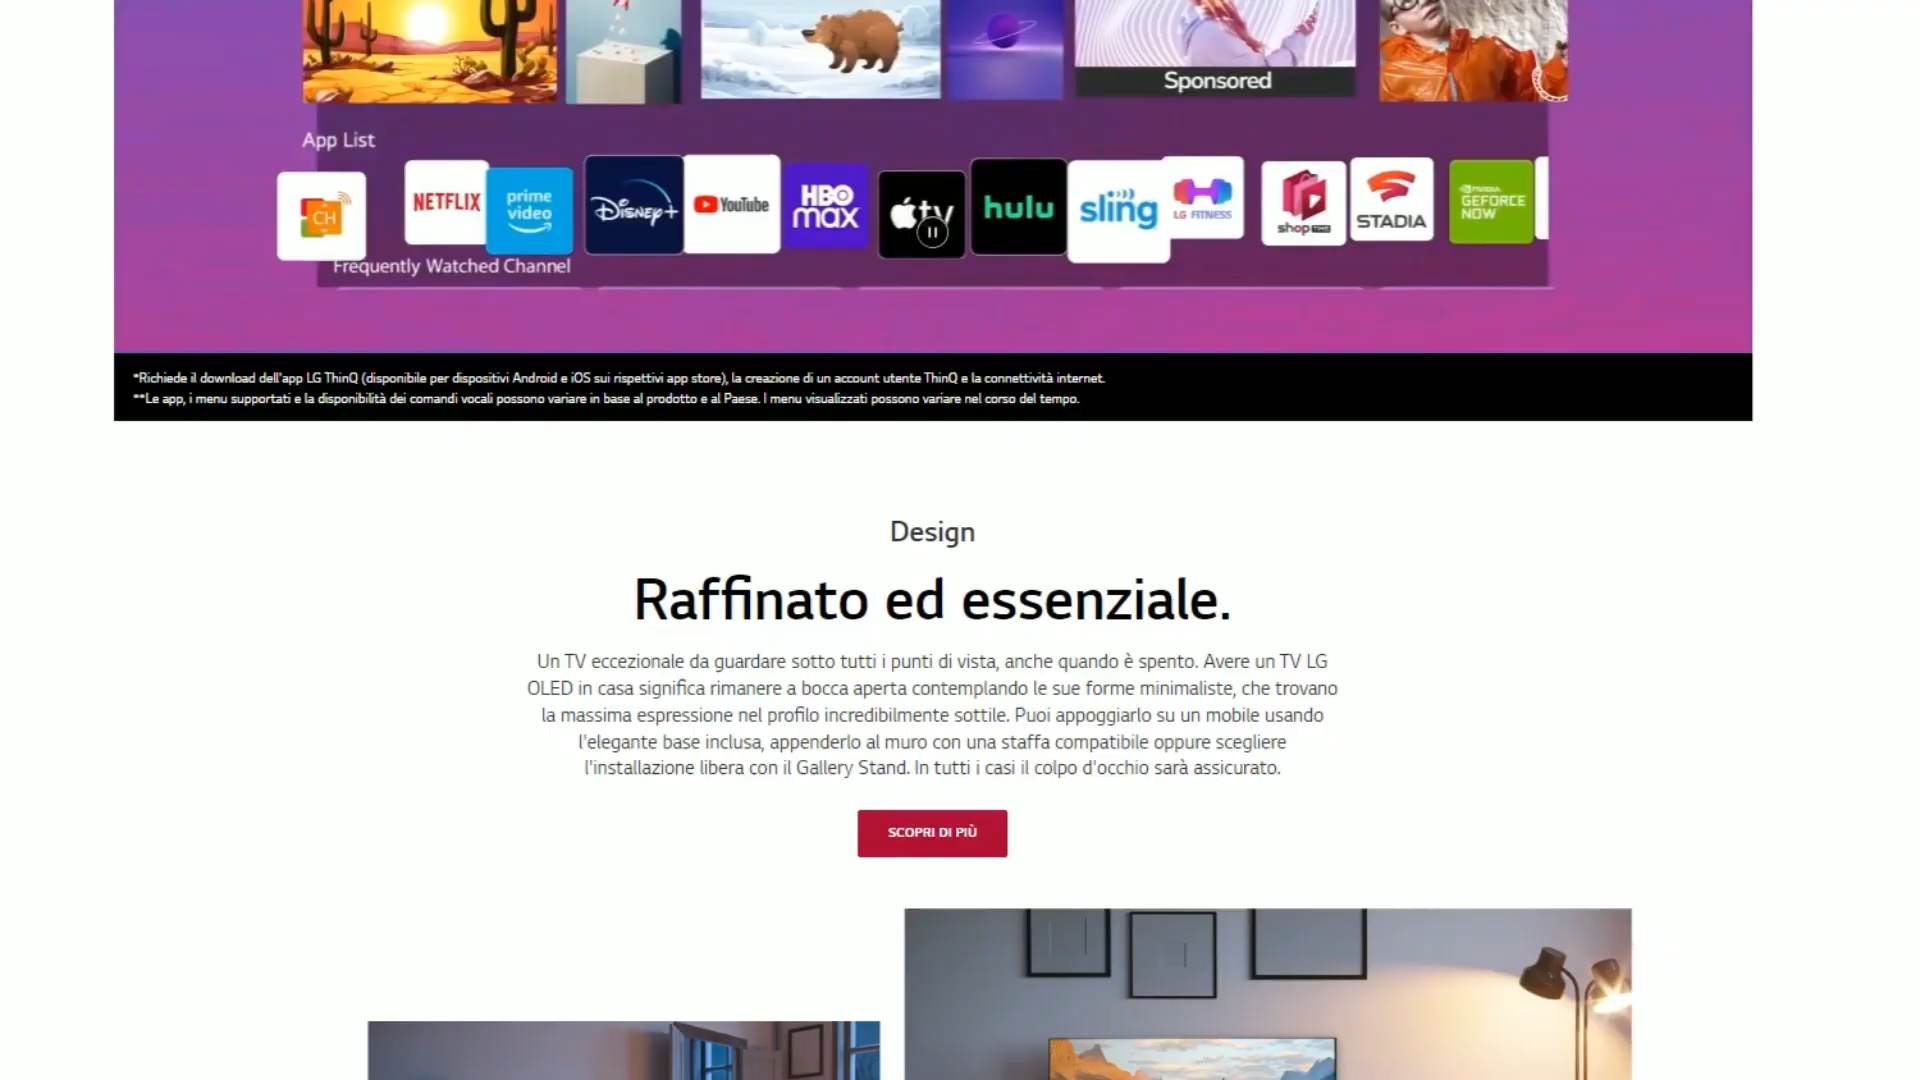 Sponsored
App List
CH
NETFLIX
prime video
Disney+
YouTube
HBO max
tv
hulu
sling
LG FITNESS
shop TIME
STADIA
NVIDIA GEFORCE NOW
Frequently Watched Channel
*Richiede il download dell'app LG ThinQ (disponibile per dispositivi Android e iOS sui rispettivi app store), la creazione di un account utente ThinQ e la connettività internet.
**Le app, i menu supportati e la disponibilità dei comandi vocali possono variare in base al prodotto e al Paese. I menu visualizzati possono variare nel corso del tempo.
Design
Raffinato ed essenziale.
Un TV eccezionale da guardare sotto tutti i punti di vista, anche quando è spento. Avere un TV LG
OLED in casa significa rimanere a bocca aperta contemplando le sue forme minimaliste, che trovano
la massima espressione nel profilo incredibilmente sottile. Puoi appoggiarlo su un mobile usando
l'elegante base inclusa, appenderlo al muro con una staffa compatibile oppure scegliere
l'installazione libera con il Gallery Stand. In tutti i casi il colpo d'occhio sarà assicurato.
SCOPRI DI PIÙ